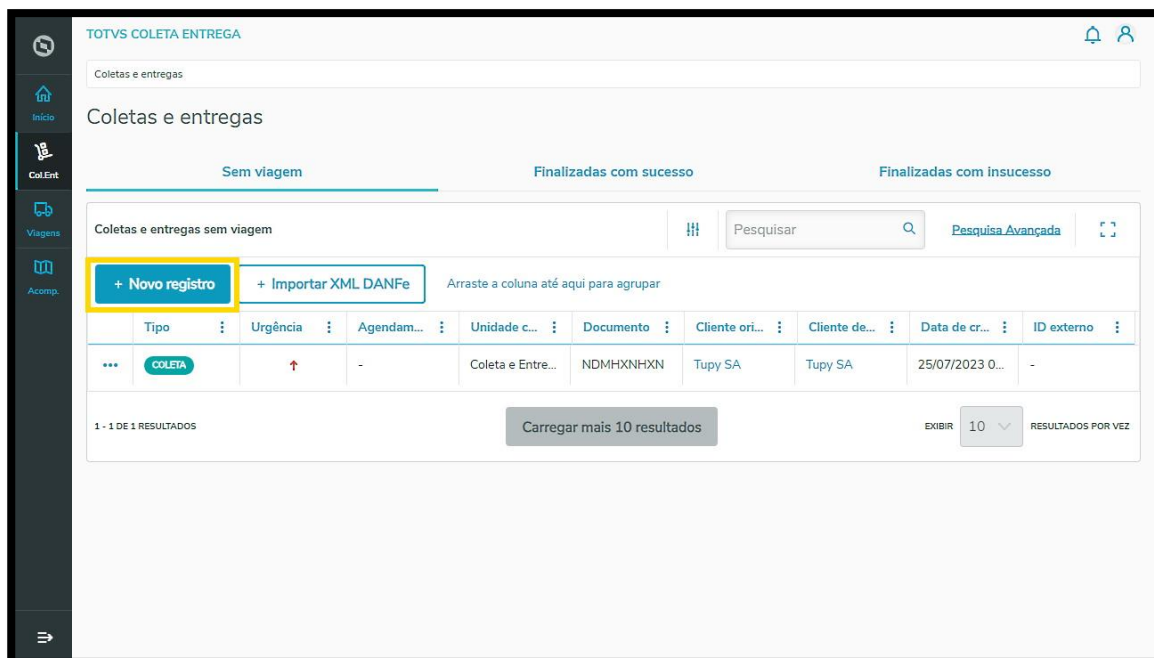 TOTVS COLETA ENTREGA
Coletas e entregas
Início
Col.Ent
Viagens
Acomp.
Coletas e entregas
Sem viagem Finalizadas com sucesso Finalizadas com insucesso
Coletas e entregas sem viagem Pesquisar Pesquisa Avançada
+ Novo registro + Importar XML DANFe Arraste a coluna até aqui para agrupar
Tipo Urgência Agendam... Unidade c... Documento Cliente ori... Cliente de... Data de cr... ID externo
COLETA - Coleta e Entre... NDMHXNHXN Tupy SA Tupy SA 25/07/2023 0... -
1 - 1 DE 1 RESULTADOS Carregar mais 10 resultados EXIBIR 10 RESULTADOS POR VEZ